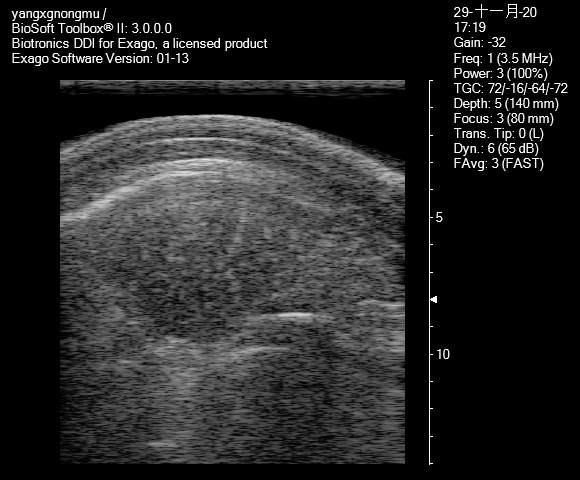 yangxgnongmu /
BioSoft Toolbox® II: 3.0.0.0
Biotronics DDI for Exago, a licensed product
Exago Software Version: 01-13
29-十一月-20
17:19
Gain: -32
Freq: 1 (3.5 MHz)
Power: 3 (100%)
TGC: 72/-16/-64/-72
Depth: 5 (140 mm)
Focus: 3 (80 mm)
Trans. Tip: 0 (L)
Dyn.: 6 (65 dB)
FAvg: 3 (FAST)
5
10